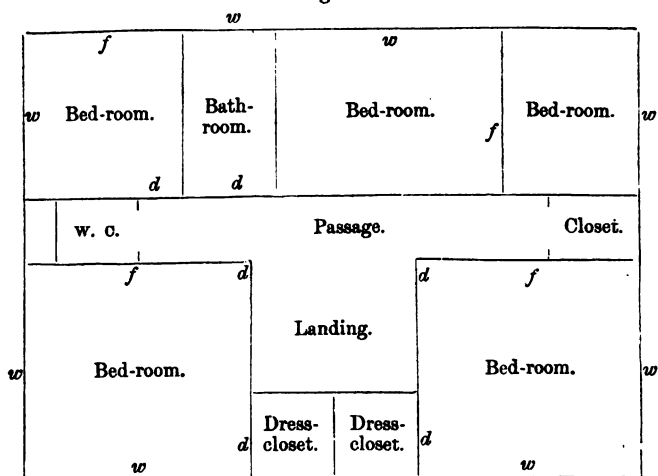 w
f w
Bed-room. Bath-room. Bed-room. Bed-room.
w w
f
d d
W. C. Passage. Closet.
f d d f
Landing.
w Bed-room. Bed-room. w
Dress-closet. Dress-closet.
d d
w w